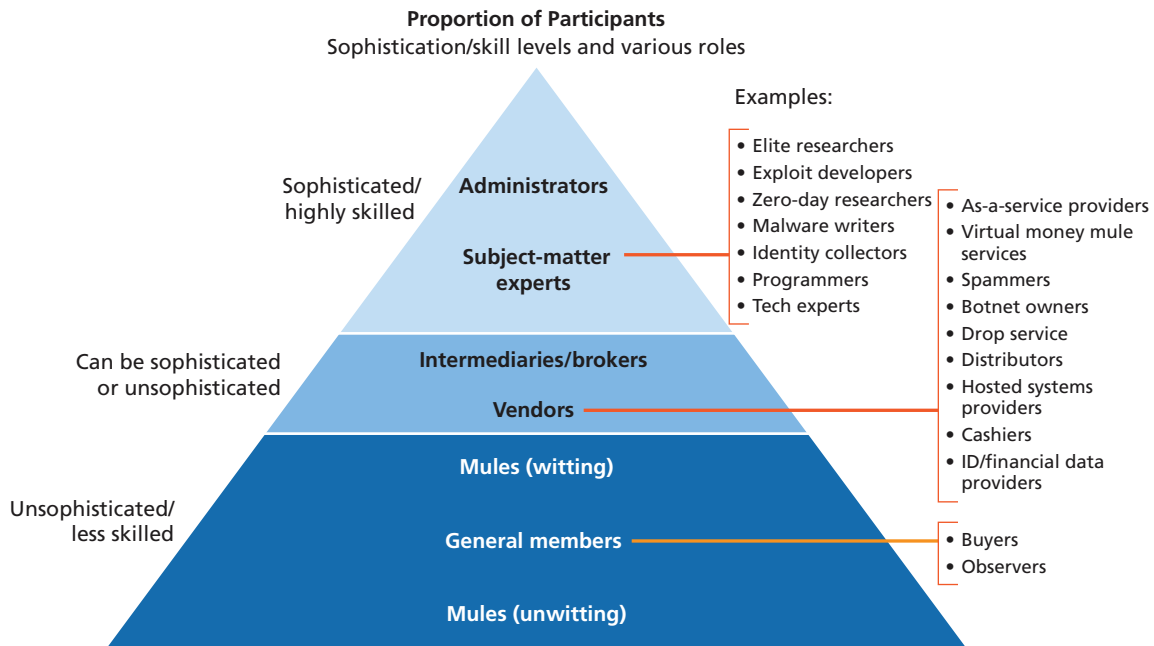 Proportion of Participants
Sophistication/skill levels and various roles
Sophisticated/
highly skilled
Administrators
Subject-matter
experts
Examples:
• Elite researchers
• Exploit developers
• Zero-day researchers
• Malware writers
• Identity collectors
• Programmers
• Tech experts
Can be sophisticated
or unsophisticated
Intermediaries/brokers
Vendors
• As-a-service providers
• Virtual money mule
services
• Spammers
• Botnet owners
• Drop service
• Distributors
• Hosted systems
providers
• Cashiers
• ID/financial data
providers
Unsophisticated/
less skilled
Mules (witting)
General members
• Buyers
• Observers
Mules (unwitting)